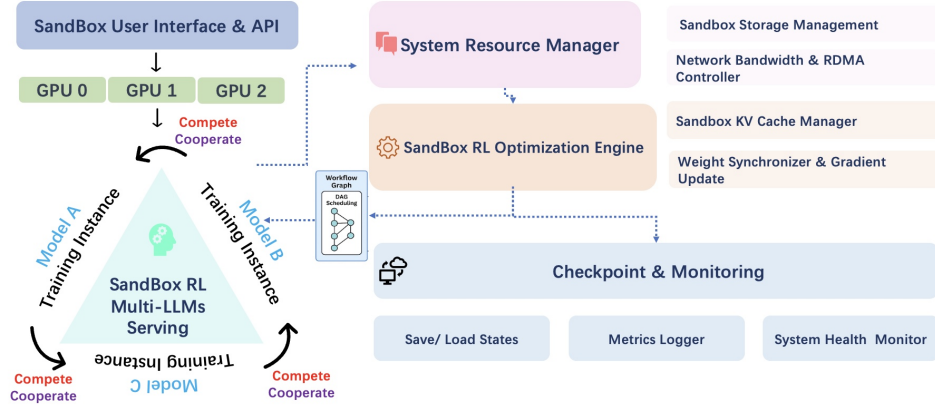 SandBox User Interface & API
GPU 0
GPU 1
GPU 2
Compete
Cooperate
Model A
Training Instance
Model B
Training Instance
SandBox RL
Multi-LLMs
Serving
Training Instance
Model C
Compete
Cooperate
Compete
Cooperate
Workflow
Graph
DAG
Scheduling
System Resource Manager
SandBox RL Optimization Engine
Sandbox Storage Management
Network Bandwidth & RDMA
Controller
Sandbox KV Cache Manager
Weight Synchronizer & Gradient
Update
Checkpoint & Monitoring
Save/ Load States
Metrics Logger
System Health Monitor